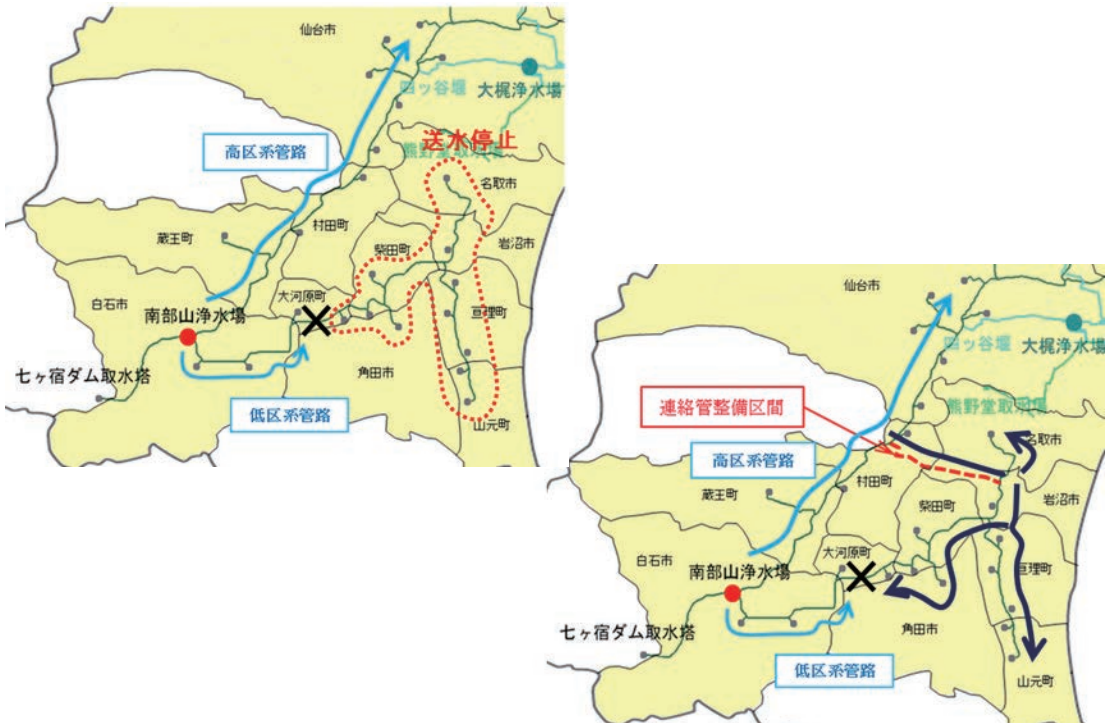 仙台市
四ッ谷堰
大梶浄水場
送水停止
高区系管路
熊野堂取水場
名取市
村田町
蔵王町
柴田町
岩沼市
大河原町
白石市
南部山浄水場
亘理町
七ヶ宿ダム取水塔
角田市
低区系管路
山元町
仙台市
四ッ谷堰
大梶浄水場
連絡管整備区間
熊野堂取水場
名取市
高区系管路
村田町
蔵王町
柴田町
岩沼市
大河原町
白石市
南部山浄水場
亘理町
七ヶ宿ダム取水塔
角田市
低区系管路
山元町